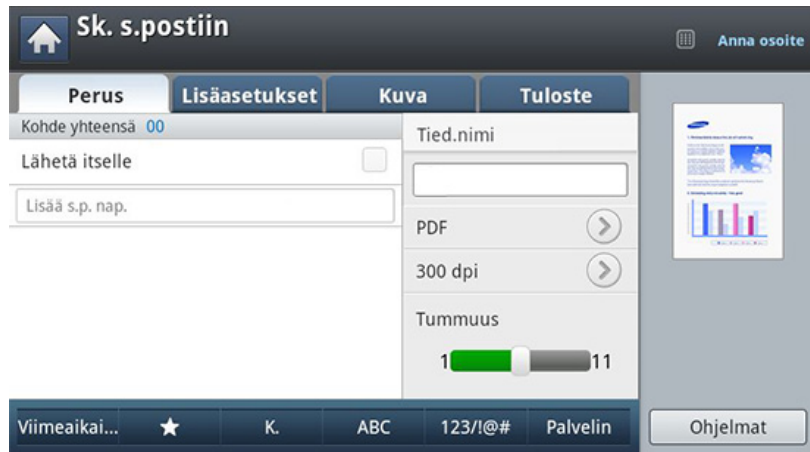 Sk. s.postiin
Anna osoite
Perus
Lisäasetukset
Kuva
Tuloste
Kohde yhteensä 00
Lähetä itselle
Lisää s.p. nap.
Tied.nimi
PDF
300 dpi
Tummuus
1 11
Viimeaikai... ★ K. ABC 123/!@# Palvelin
Ohjelmat